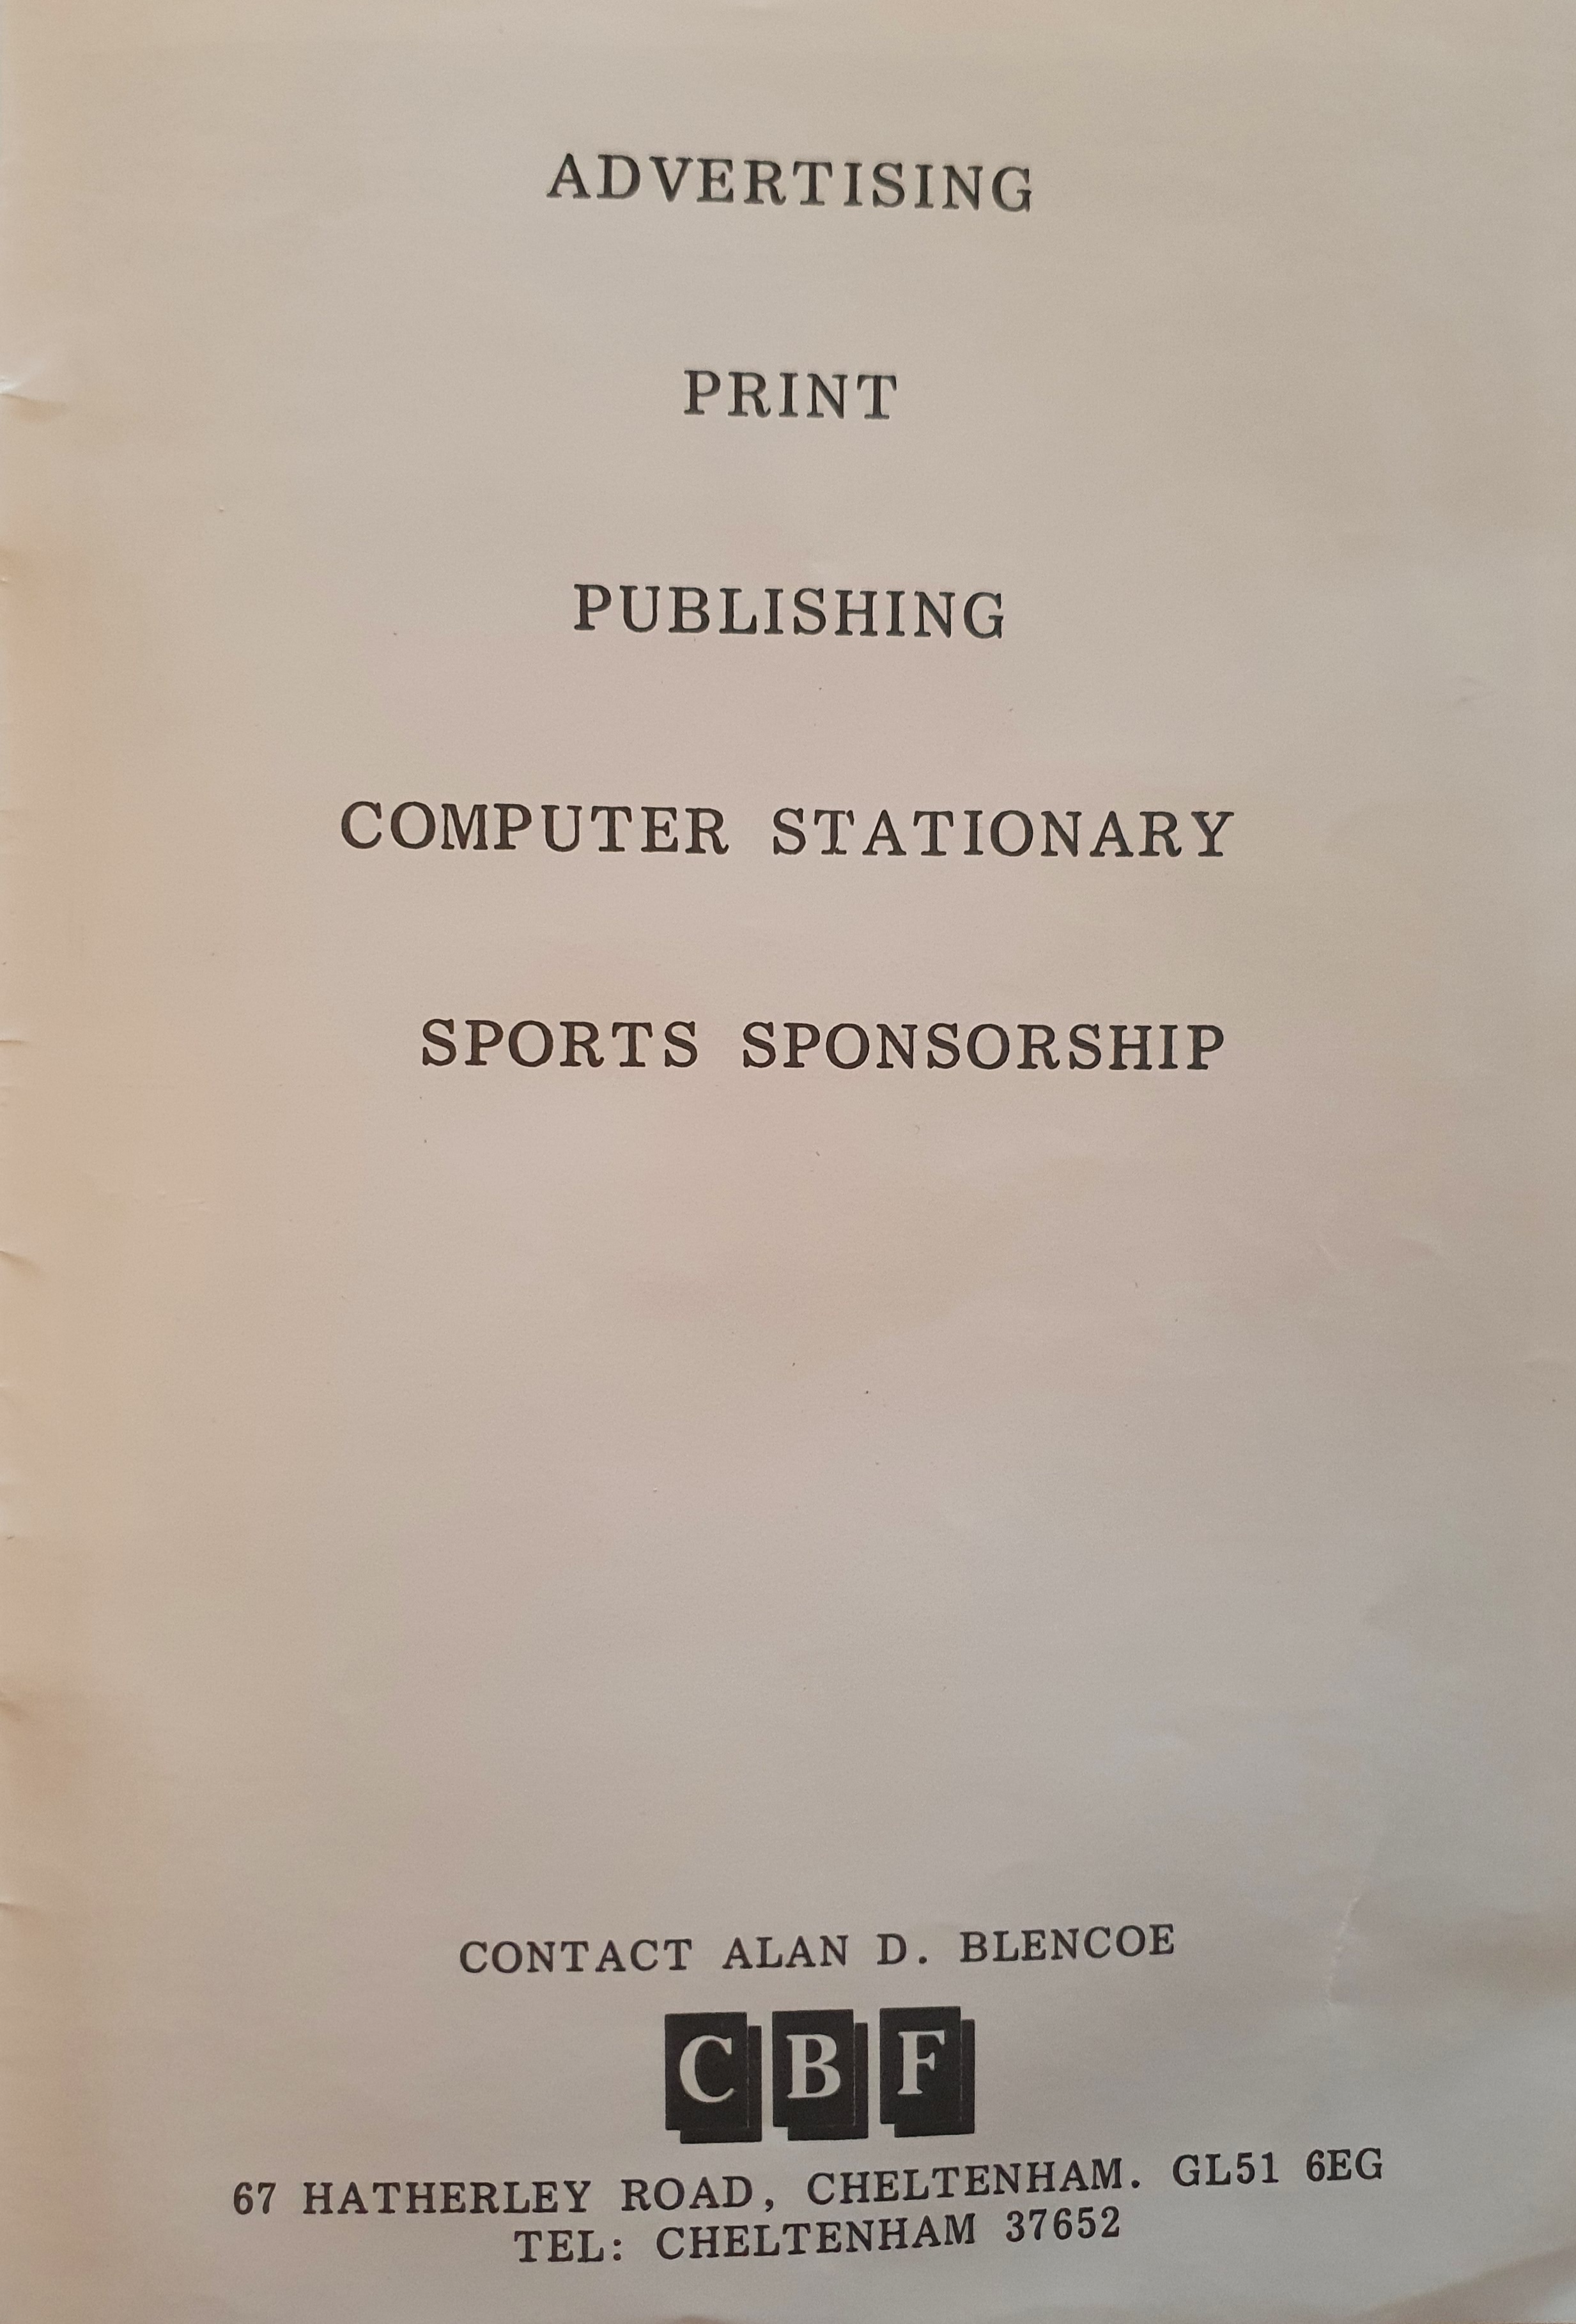 ADVERTISING
PRINT
PUBLISHING
COMPUTER STATIONARY
SPORTS SPONSORSHIP
CONTACT ALAN D. BLENCOE
CBF
67 HATHERLEY ROAD, CHELTENHAM. GL51 6EG
TEL: CHELTENHAM 37652